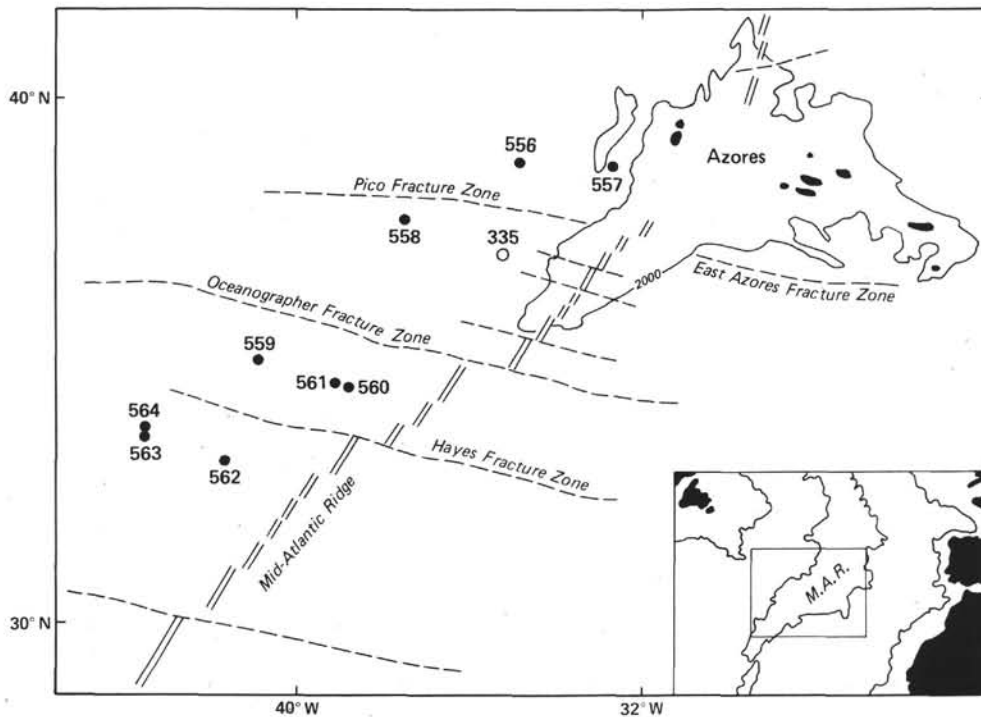 40° N
556
Azores
557
Pico Fracture Zone
558
335
2000
East Azores Fracture Zone
Oceanographer Fracture Zone
559
561
560
564
563
562
Hayes Fracture Zone
Mid-Atlantic Ridge
M.A.R.
30° N
40° W
32° W